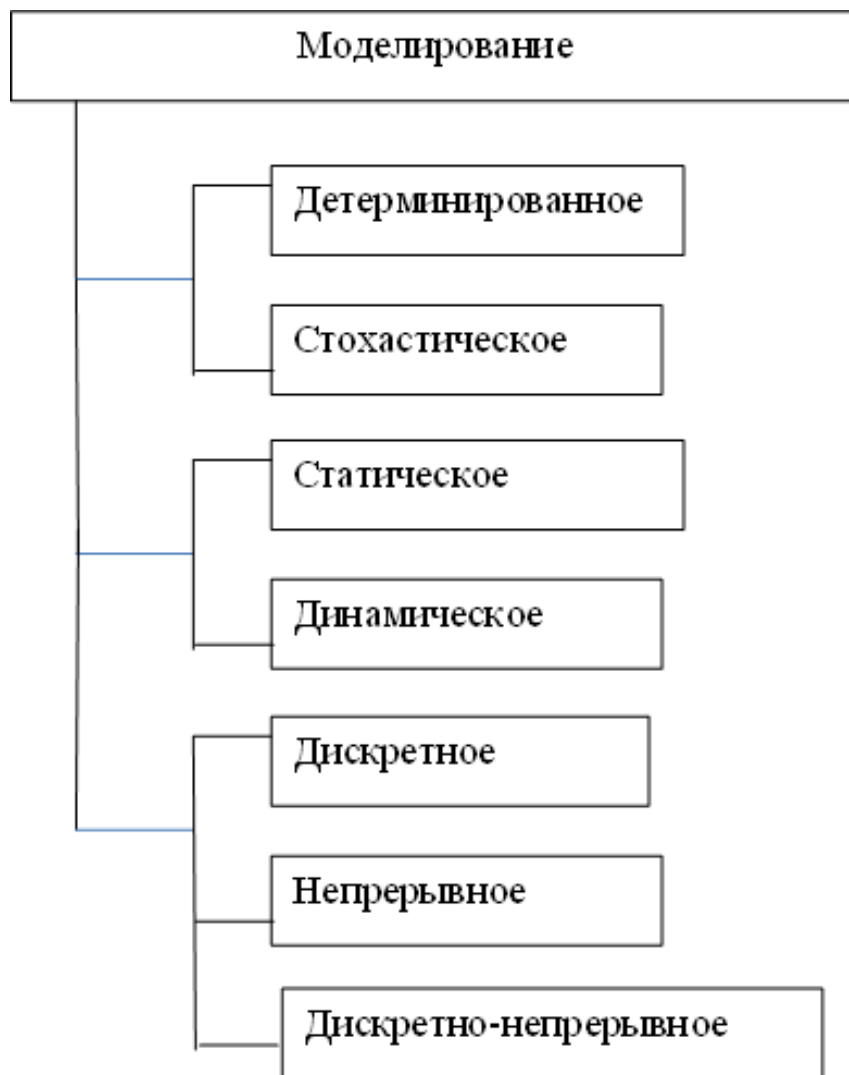 Моделирование
Детерминированное
Стохастическое
Статическое
Динамическое
Дискретное
Непрерывное
Дискретно-непрерывное